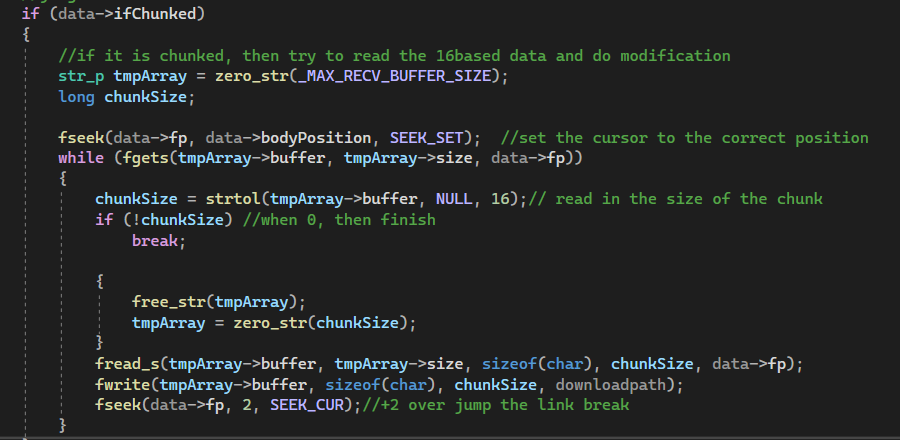 if (data->ifChunked)
{
//if it is chunked, then try to read the 16based data and do modification
str_p tmpArray = zero_str(_MAX_RECV_BUFFER_SIZE);
long chunkSize;
fseek(data->fp, data->bodyPosition, SEEK_SET);  //set the cursor to the correct position
while (fgets(tmpArray->buffer, tmpArray->size, data->fp))
{
chunkSize = strtol(tmpArray->buffer, NULL, 16);// read in the size of the chunk
if (!chunkSize) //when 0, then finish
break;
{
free_str(tmpArray);
tmpArray = zero_str(chunkSize);
}
fread_s(tmpArray->buffer, tmpArray->size, sizeof(char), chunkSize, data->fp);
fwrite(tmpArray->buffer, sizeof(char), chunkSize, downloadpath);
fseek(data->fp, 2, SEEK_CUR);//+2 over jump the link break
}